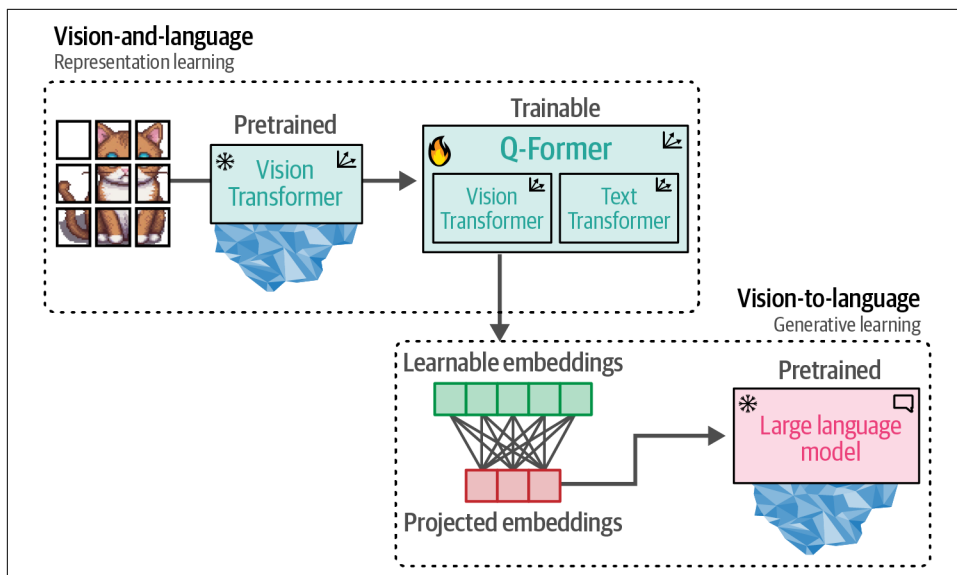 Vision-and-language
Representation learning
Pretrained
Vision
Transformer
Trainable
Q-Former
Vision
Transformer
Text
Transformer
Vision-to-language
Generative learning
Learnable embeddings
Projected embeddings
Pretrained
Large language
model